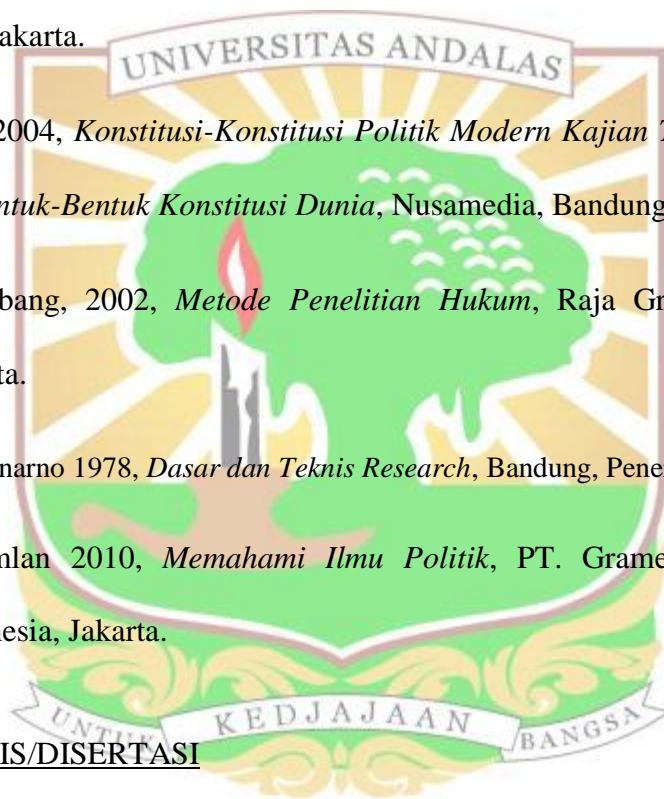 akarta.
UNIVERSITAS ANDALAS
2004, Konstitusi-Konstitusi Politik Modern Kajian
ntuk-Bentuk Konstitusi Dunia, Nusamedia, Bandung
bang, 2002, Metode Penelitian Hukum, Raja Gr
ta.
narno 1978, Dasar dan Teknis Research, Bandung, Pene
mlan 2010, Memahami Ilmu Politik, PT. Grame
nesia, Jakarta.
UNTUK KEDJAJAAN BANGSA
IS/DISERTASI